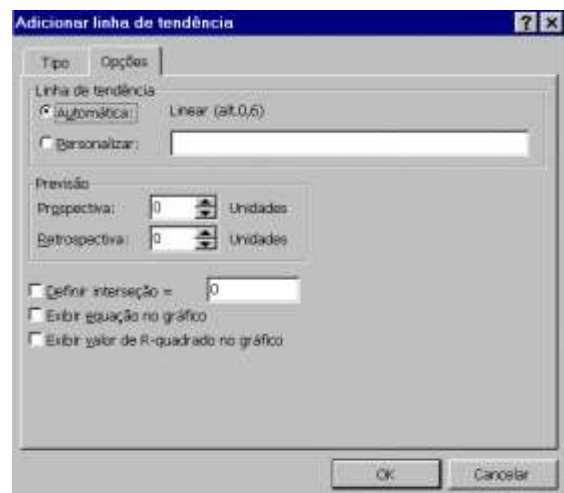 Adicionar linha de tendência
Tipo Opções
Linha de tendência
Automática: Linear (alt.0,6)
Personalizar:
Previsão
Prospectiva: 0 Unidades
Retrospectiva: 0 Unidades
Definir interseção = 0
Exibir equação no gráfico
Exibir valor de R-quadrado no gráfico
OK Cancelar